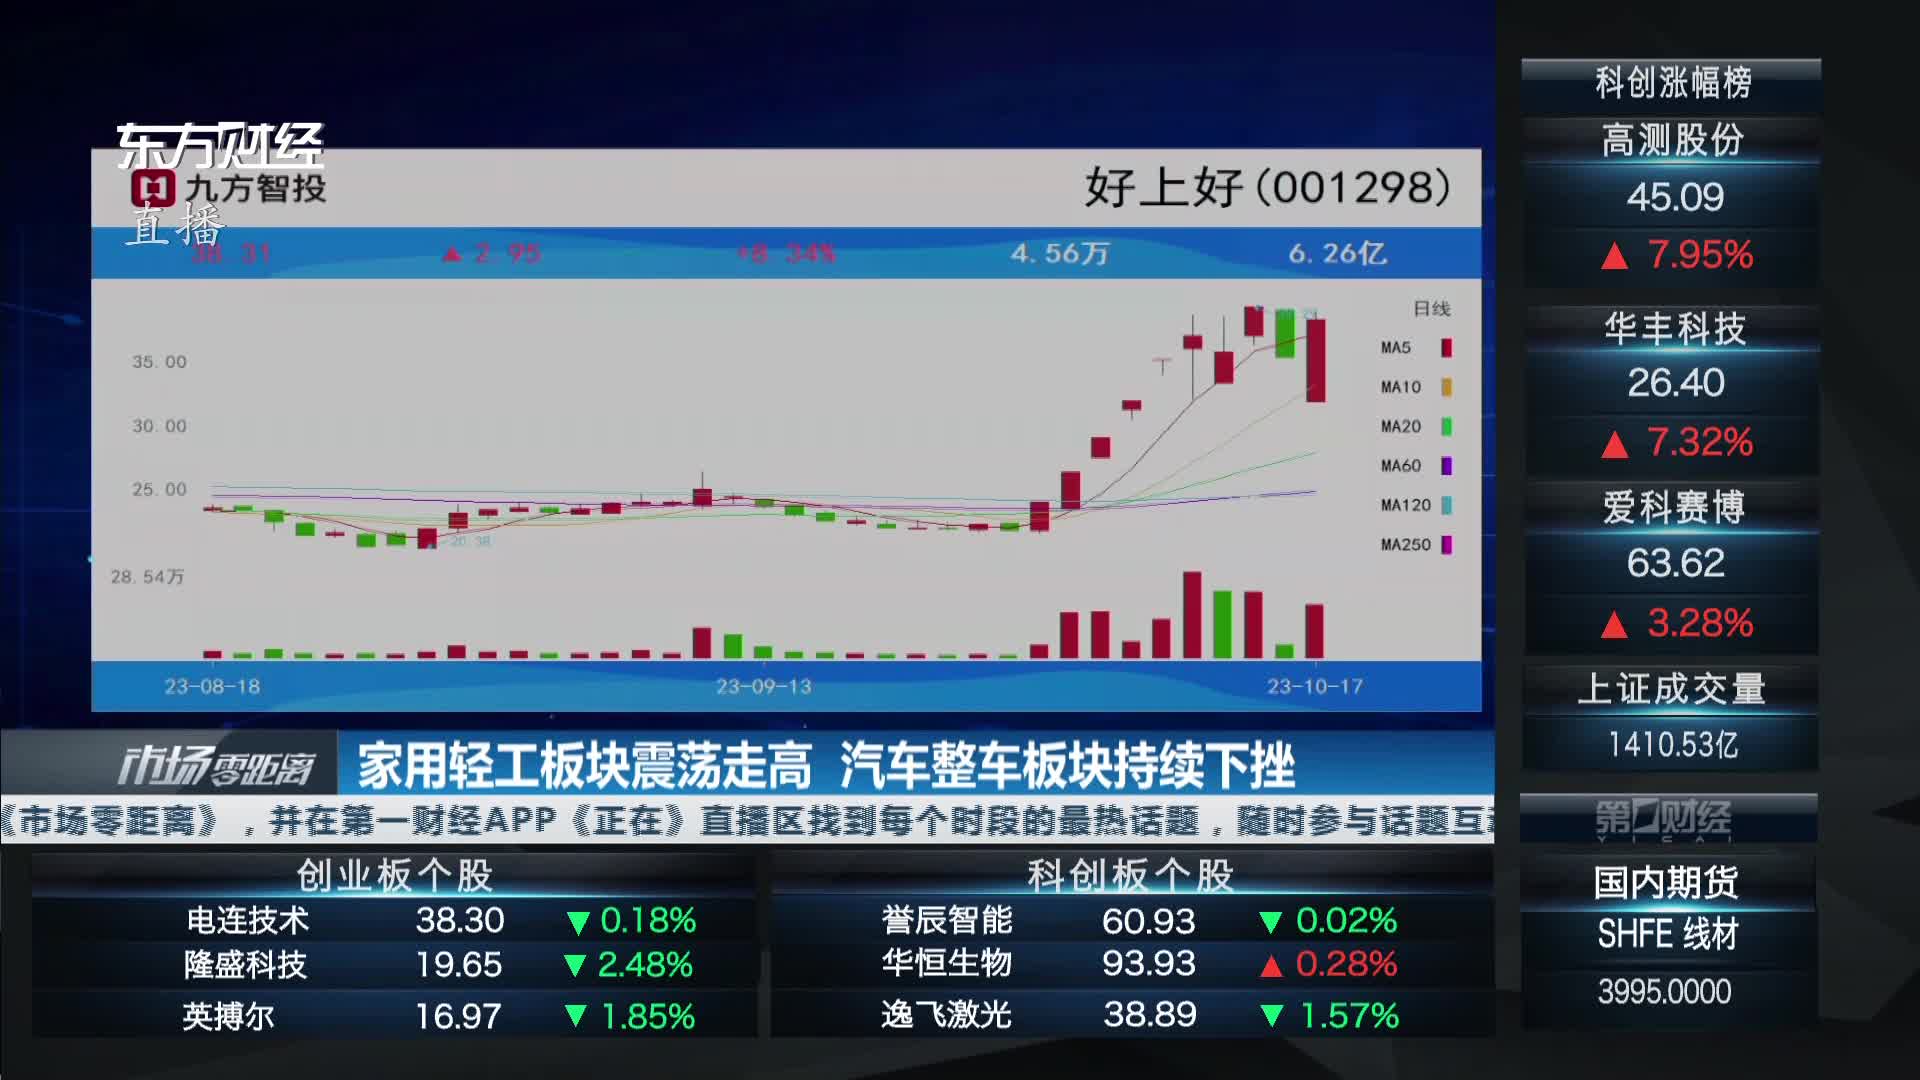 东方财经
九方智投
直播
好上好(001298)
38.31 ▲2.95 +8.34% 4.56万 6.26亿
日线
MA5
MA10
MA20
MA60
MA120
MA250
35.00
30.00
25.00
20.38
28.54万
23-08-18 23-09-13 23-10-17
市场零距离
家用轻工板块震荡走高 汽车整车板块持续下挫
《市场零距离》，并在第一财经APP《正在》直播区找到每个时段的最热话题，随时参与话题互
创业板个股
电连技术 38.30 ▼0.18%
隆盛科技 19.65 ▼2.48%
英搏尔 16.97 ▼1.85%
科创板个股
誉辰智能 60.93 ▼0.02%
华恒生物 93.93 ▲0.28%
逸飞激光 38.89 ▼1.57%
科创涨幅榜
高测股份
45.09
▲7.95%
华丰科技
26.40
▲7.32%
爱科赛博
63.62
▲3.28%
上证成交量
1410.53亿
第一财经
国内期货
SHFE 线材
3995.0000